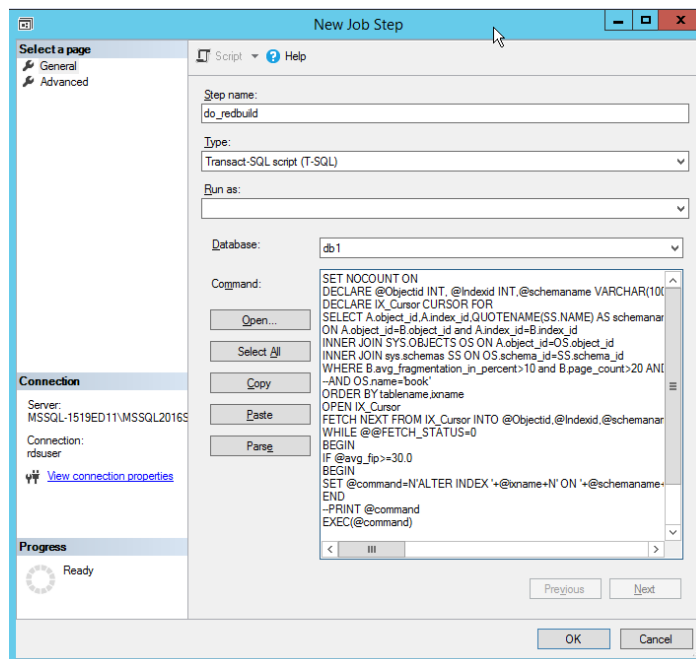 New Job Step
Select a page
General
Advanced
Script
Help
Step name:
do_redbuild
Type:
Transact-SQL script (T-SQL)
Run as:
Database:
db1
Command:
SET NOCOUNT ON
DECLARE @Objectid INT, @Indexid INT,@schemaname VARCHAR(100
DECLARE IX_Cursor CURSOR FOR
SELECT A.object_id,A.index_id,QUOTENAME(SS.NAME) AS schemanar
ON A.object_id=B.object_id and A.index_id=B.index_id
INNER JOIN SYS.OBJECTS OS ON A.object_id=OS.object_id
INNER JOIN sys.schemas SS ON OS.schema_id=SS.schema_id
WHERE B.avg_fragmentation_in_percent>10 and B.page_count>20 AND
--AND OS.name='book'
ORDER BY tablename,ixname
OPEN IX_Cursor
FETCH NEXT FROM IX_Cursor INTO @Objectid,@Indexid,@schemanar
WHILE @@FETCH_STATUS=0
BEGIN
IF @avg_fip>=30.0
BEGIN
SET @command=N'ALTER INDEX '+@ixname+N' ON '+@schemaname+
END
--PRINT @command
EXEC(@command)
Open...
Select All
Copy
Paste
Parse
Connection
Server:
MSSQL-1519ED11\MSSQL2016S
Connection:
rdsuser
View connection properties
Progress
Ready
Previous
Next
OK
Cancel